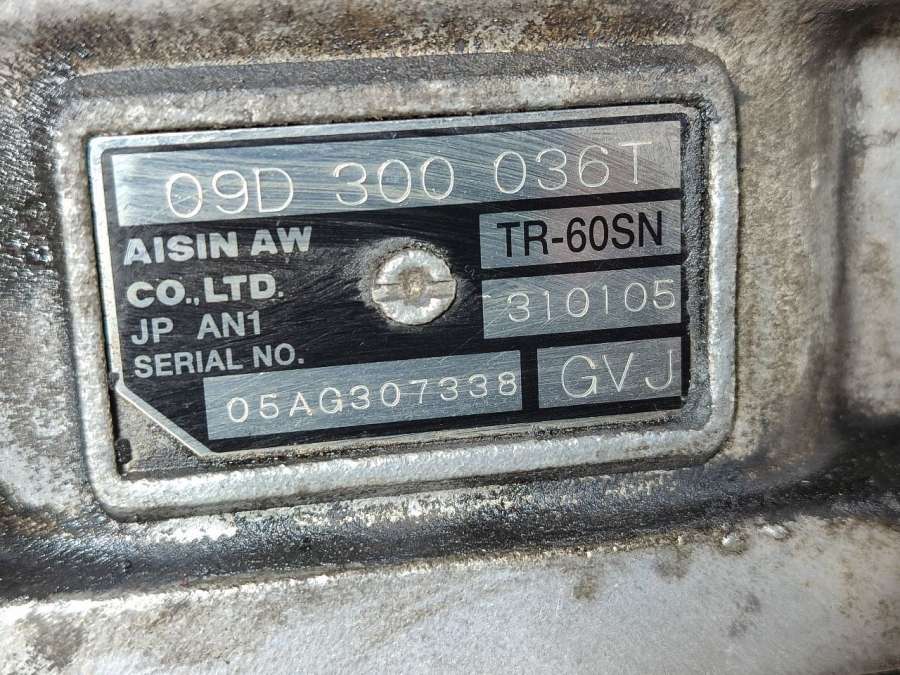 09D 300 036T
AISIN AW
CO.,LTD.
JP AN1
SERIAL NO.
TR-60SN
310105
05AG307338
GVJ